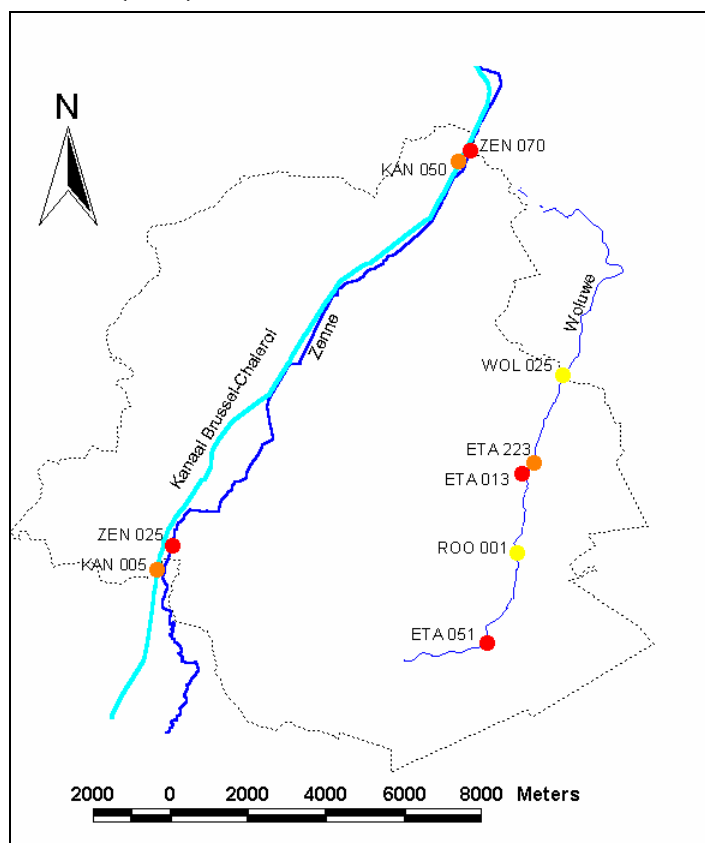 N
ZEN 070
KAN 050
Woluwe
Zenne
WOL 025
Kanaal Brussel-Chaleroi
ETA 223
ETA 013
ZEN 025
ROO 001
KAN 005
ETA 051
2000 0 2000 4000 6000 8000 Meters